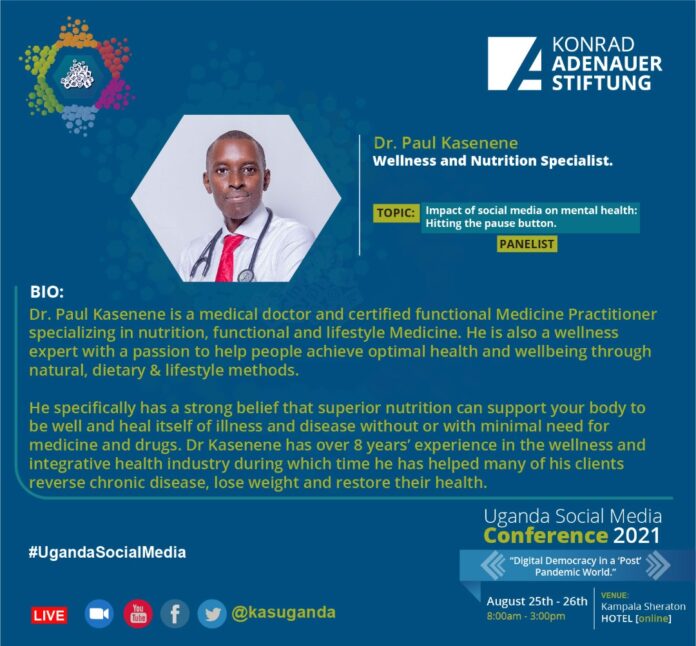 KONRAD
ADENAUER
STIFTUNG
Dr. Paul Kasenene
Wellness and Nutrition Specialist.
TOPIC: Impact of social media on mental health:
Hitting the pause button.
PANELIST
BIO:
Dr. Paul Kasenene is a medical doctor and certified functional Medicine Practitioner
specializing in nutrition, functional and lifestyle Medicine. He is also a wellness
expert with a passion to help people achieve optimal health and wellbeing through
natural, dietary & lifestyle methods.
He specifically has a strong belief that superior nutrition can support your body to
be well and heal itself of illness and disease without or with minimal need for
medicine and drugs. Dr Kasenene has over 8 years’ experience in the wellness and
integrative health industry during which time he has helped many of his clients
reverse chronic disease, lose weight and restore their health.
Uganda Social Media
Conference 2021
“Digital Democracy in a ‘Post’
Pandemic World.”
August 25th - 26th
8:00am - 3:00pm
VENUE:
Kampala Sheraton
HOTEL [online]
#UgandaSocialMedia
LIVE
You
Tube
@kasuganda